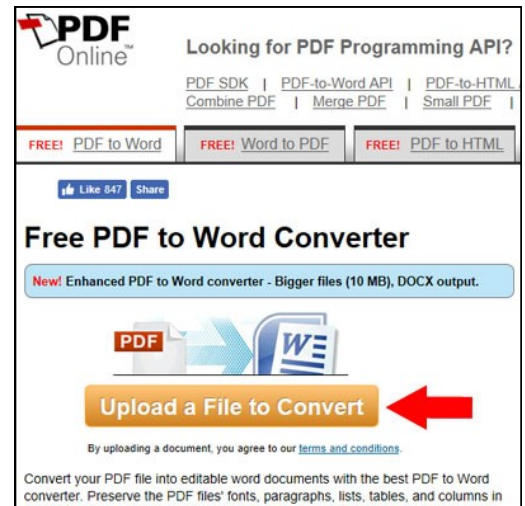 PDF
Online™
Looking for PDF Programming API?
PDF SDK | PDF-to-Word API | PDF-to-HTML
Combine PDF | Merge PDF | Small PDF |
FREE! PDF to Word FREE! Word to PDF FREE! PDF to HTML
Like 847 Share
Free PDF to Word Converter
New! Enhanced PDF to Word converter - Bigger files (10 MB), DOCX output.
PDF W
Upload a File to Convert
By uploading a document, you agree to our terms and conditions.
Convert your PDF file into editable word documents with the best PDF to Word
converter. Preserve the PDF files' fonts, paragraphs, lists, tables, and columns in